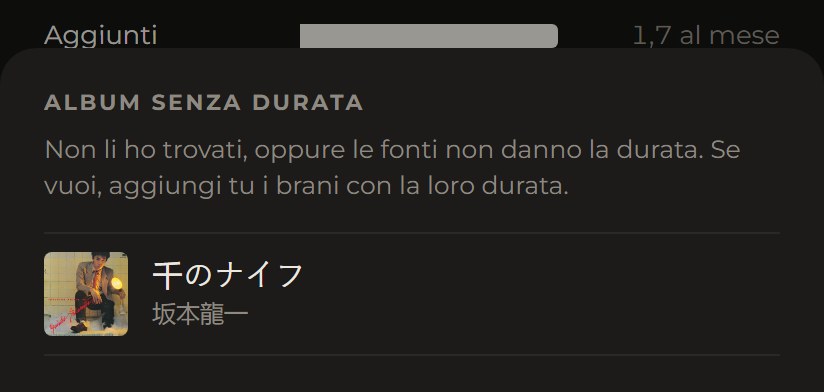 Aggiunti
1,7 al mese
ALBUM SENZA DURATA
Non li ho trovati, oppure le fonti non danno la durata. Se
vuoi, aggiungi tu i brani con la loro durata.
千のナイフ
坂本龍一